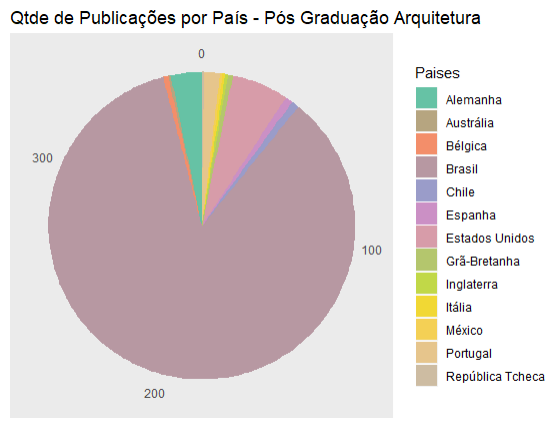 Qtde de Publicações por País - Pós Graduação Arquitetura
0
300
100
200
Paises
Alemanha
Austrália
Bélgica
Brasil
Chile
Espanha
Estados Unidos
Grã-Bretanha
Inglaterra
Itália
México
Portugal
República Tcheca